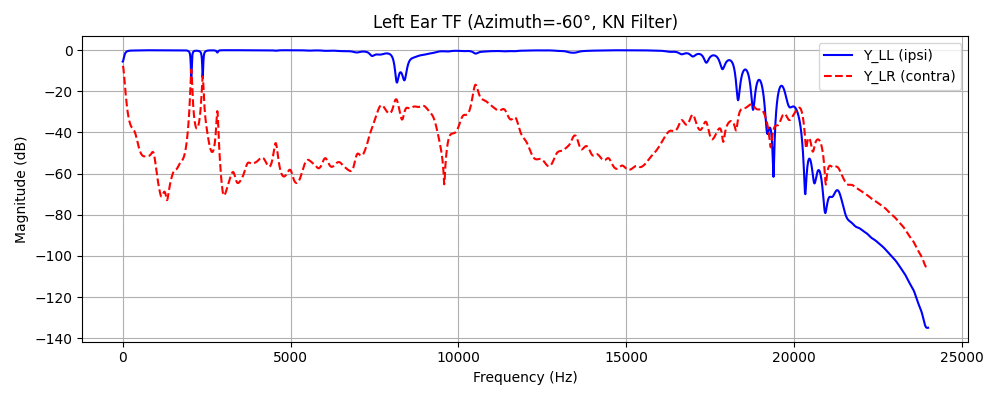 Left Ear TF (Azimuth=-60°, KN Filter)
Magnitude (dB)
0
−20
−40
−60
−80
−100
−120
−140
Y_LL (ipsi)
Y_LR (contra)
0 5000 10000 15000 20000 25000
Frequency (Hz)